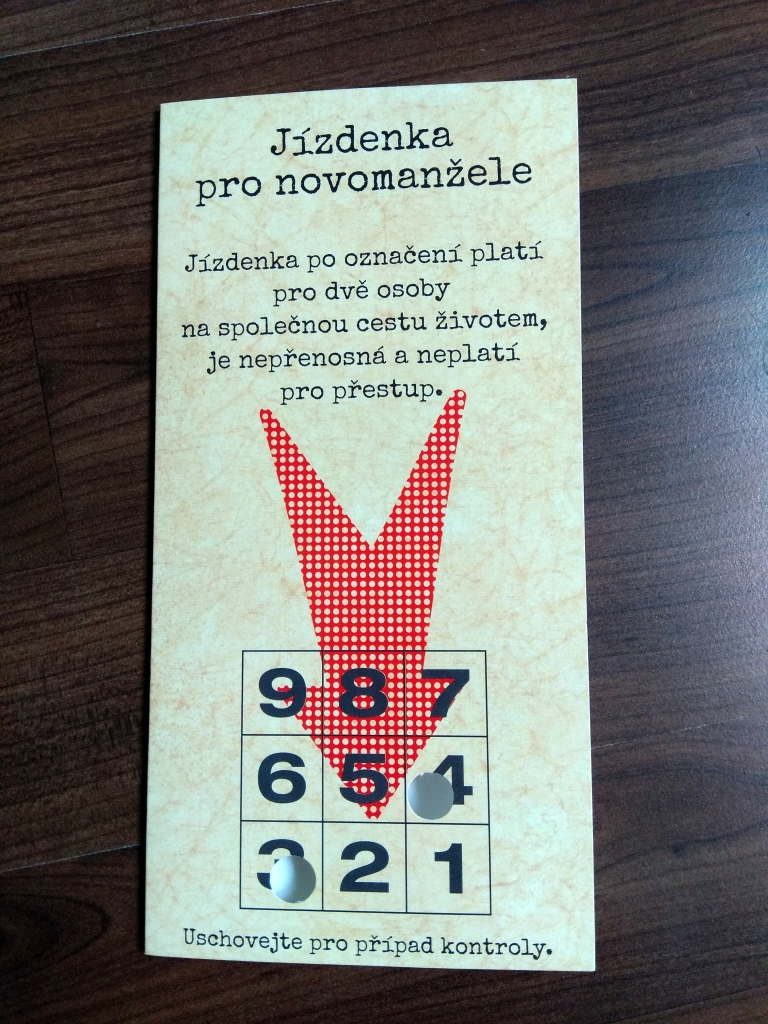 Jízdenka
pro novomanžele
Jízdenka po označení platí
pro dvě osoby
na společnou cestu životem,
je nepřenosná a neplatí
pro přestup.
9 8 7
6 5 4
3 2 1
Uschovejte pro případ kontroly.